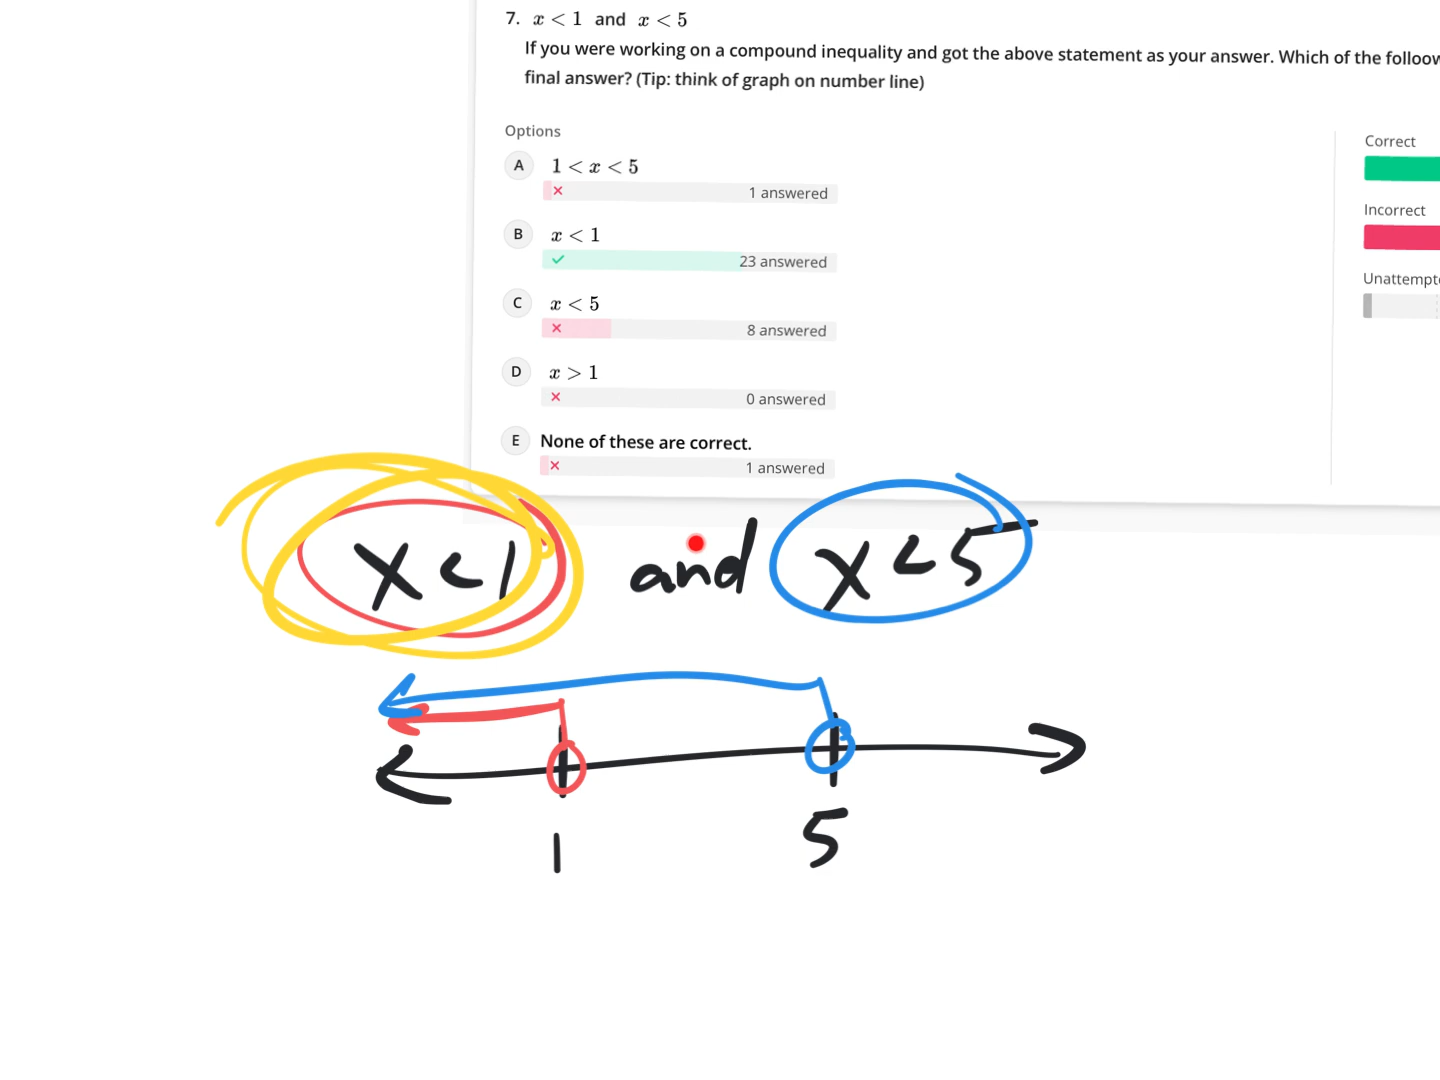 7. x < 1 and x < 5
If you were working on a compound inequality and got the above statement as your answer. Which of the folloow
final answer? (Tip: think of graph on number line)
Options
Correct
A 1 < x < 5
1 answered
Incorrect
B x < 1
23 answered
Unattempt
C x < 5
8 answered
D x > 1
0 answered
E None of these are correct.
1 answered
x < 1 and x < 5
1 5